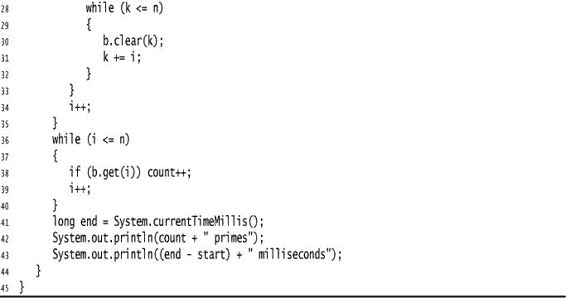 28 while (k <= n)
29 {
30 b.clear(k);
31 k += i;
32 }
33 }
34 i++;
35 }
36 while (i <= n)
37 {
38 if (b.get(i)) count++;
39 i++;
40 }
41 long end = System.currentTimeMillis();
42 System.out.println(count + " primes");
43 System.out.println((end - start) + " milliseconds");
44 }
45 }